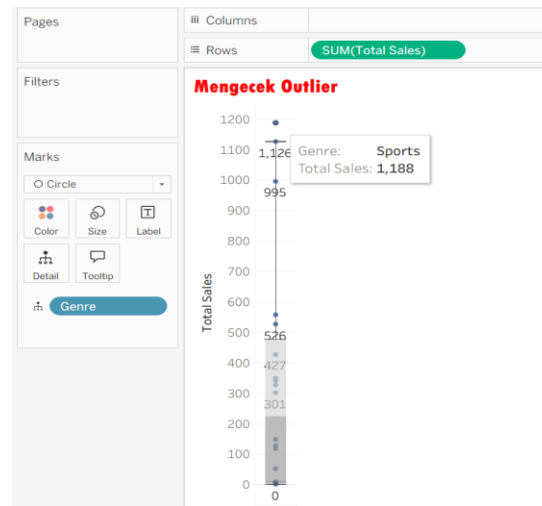 Pages
Columns
Rows
SUM(Total Sales)
Filters
Mengecek Outlier
Marks
Circle
Color
Size
Label
Detail
Tooltip
Genre
Total Sales
1200
1100
1000
900
800
700
600
500
400
300
200
100
0
1,126
995
526
427
301
0
Genre: Sports
Total Sales: 1,188